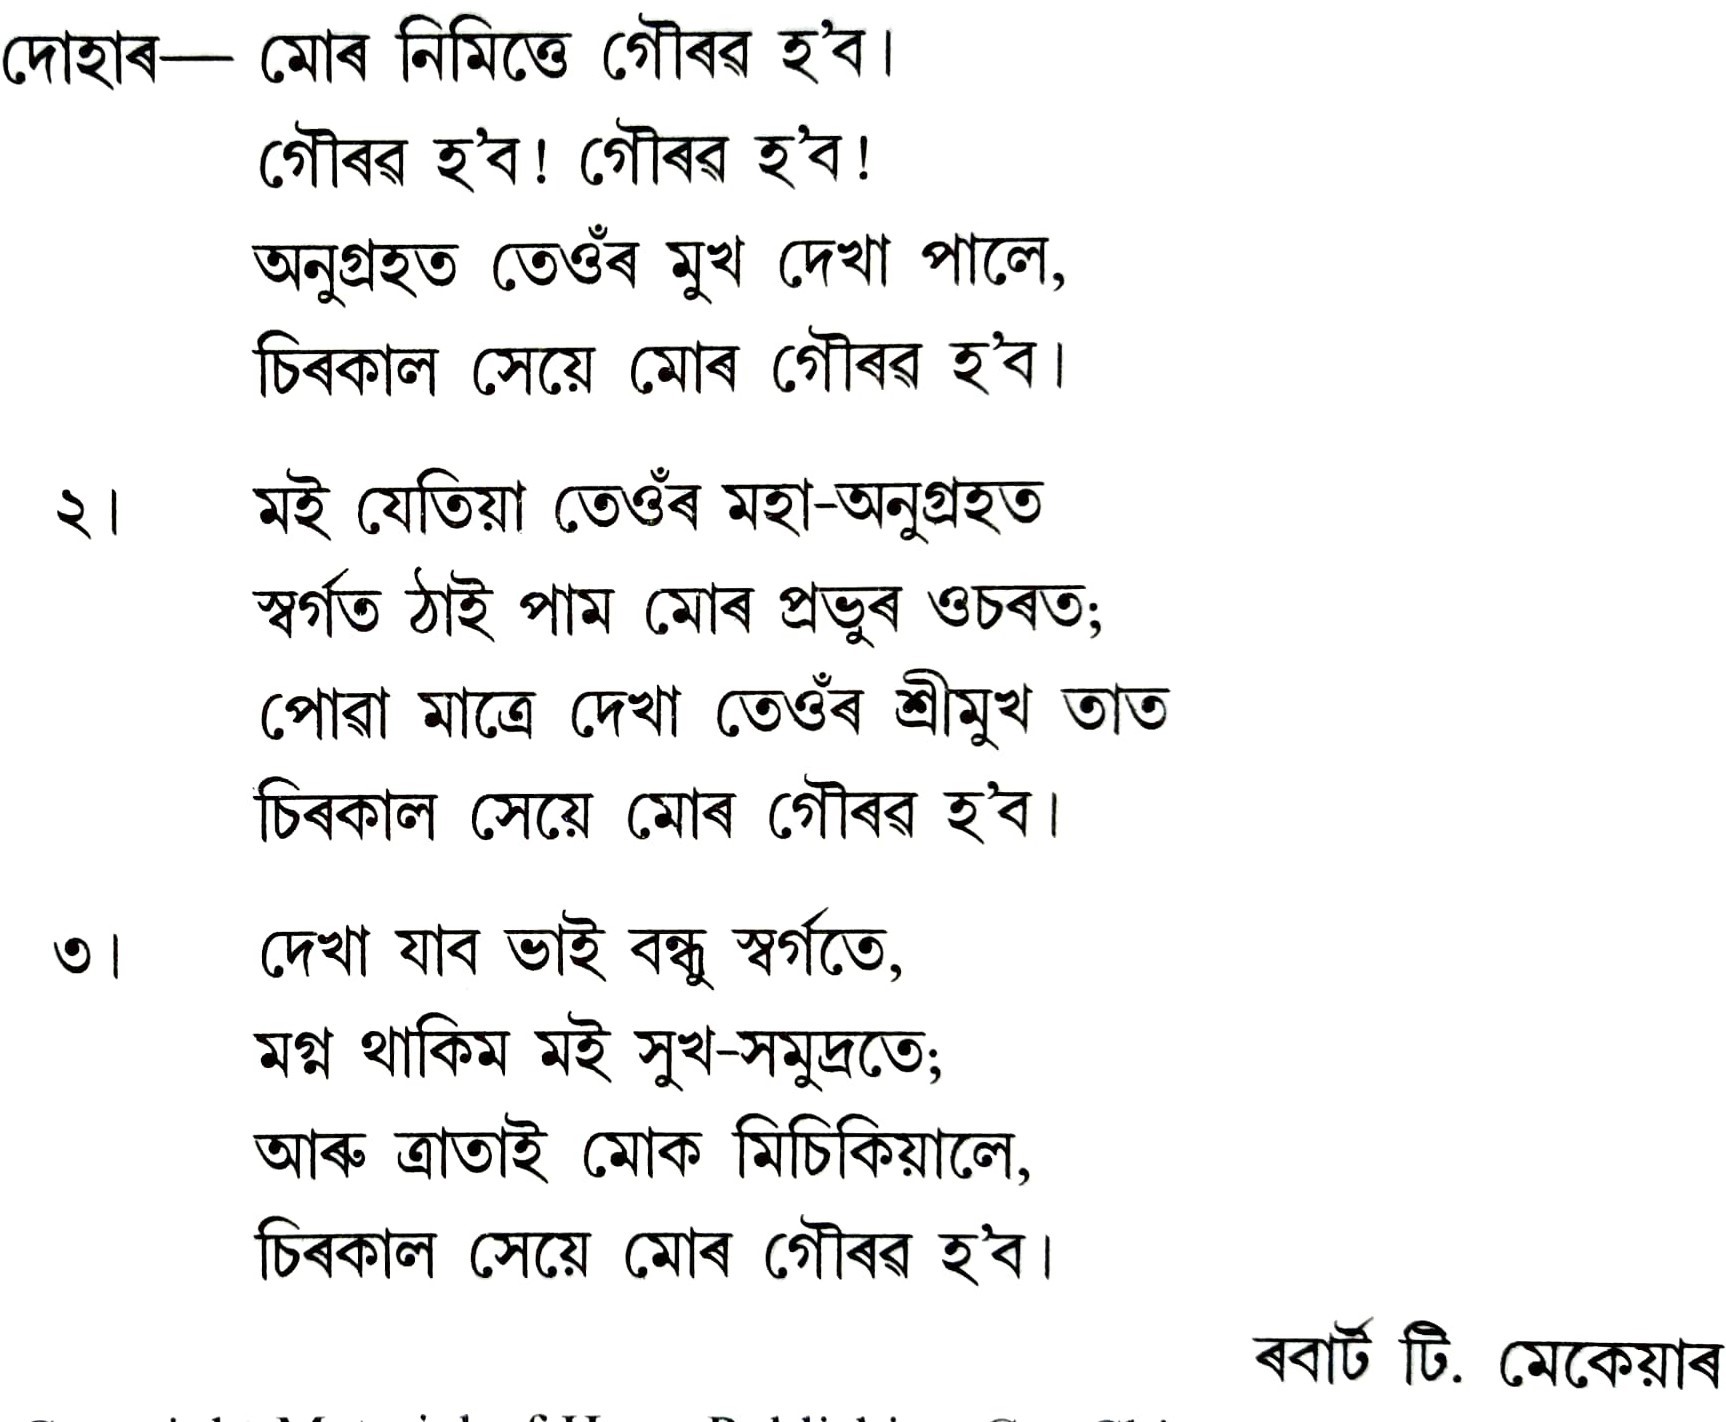 দোহাৰ— মোৰ নিমিত্তে গৌৰৱ হ’ব।
গৌৰৱ হ’ব! গৌৰৱ হ’ব!
অনুগ্ৰহত তেওঁৰ মুখ দেখা পালে,
চিৰকাল সেয়ে মোৰ গৌৰৱ হ’ব।
২। মই যেতিয়া তেওঁৰ মহা-অনুগ্ৰহত
স্বৰ্গত ঠাই পাম মোৰ প্ৰভুৰ ওচৰত;
পোৱা মাত্ৰে দেখা তেওঁৰ শ্ৰীমুখ তাত
চিৰকাল সেয়ে মোৰ গৌৰৱ হ’ব।
৩। দেখা যাব ভাই বন্ধু স্বৰ্গতে,
মগ্ন থাকিম মই সুখ-সমুদ্ৰতে;
আৰু ত্ৰাতাই মোক মিচিকিয়ালে,
চিৰকাল সেয়ে মোৰ গৌৰৱ হ’ব।
ৰবাৰ্ট টি. মেকেয়াৰ